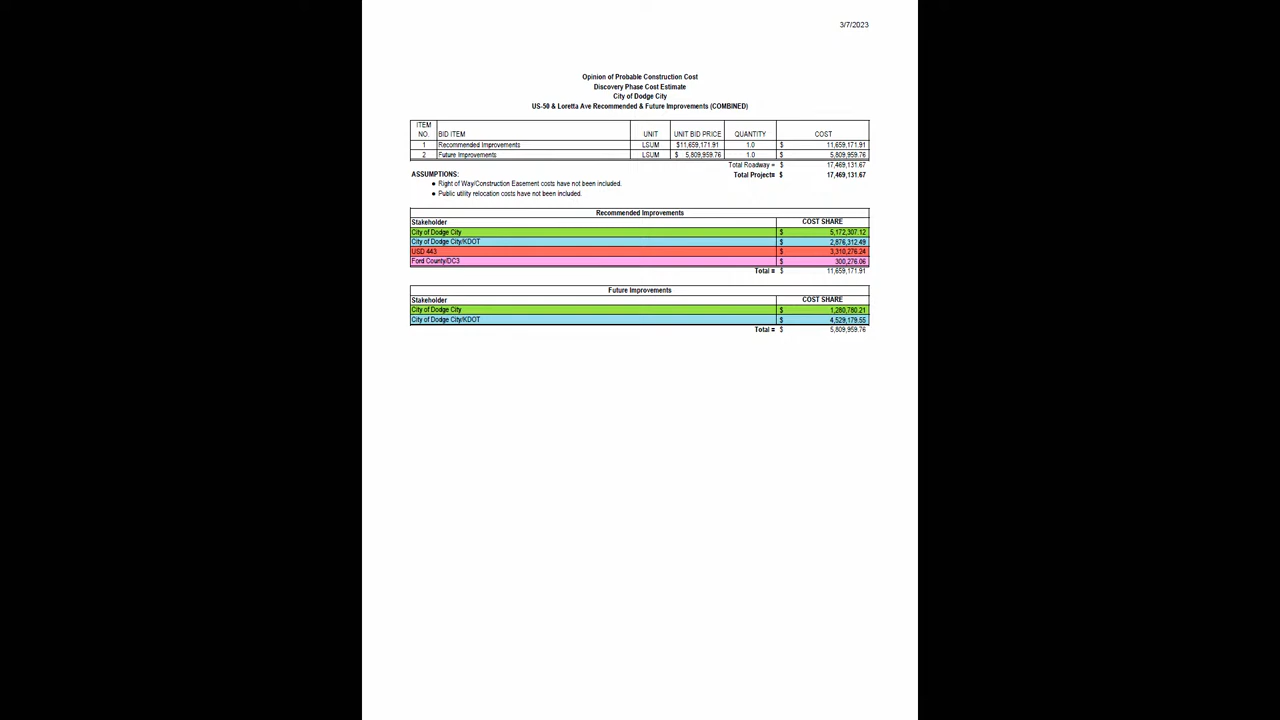 3/7/2023
Opinion of Probable Construction Cost
Discovery Phase Cost Estimate
City of Dodge City
US-50 & Loretta Ave Recommended & Future Improvements (COMBINED)
ITEM NO. BID ITEM UNIT UNIT BID PRICE QUANTITY COST
1 Recommended Improvements LSUM $11,659,171.91 1.0 $ 11,659,171.91
2 Future Improvements LSUM $ 5,809,959.76 1.0 $ 5,809,959.76
Total Roadway = $ 17,469,131.67
ASSUMPTIONS: Total Project= $ 17,469,131.67
● Right of Way/Construction Easement costs have not been included.
● Public utility relocation costs have not been included.
Recommended Improvements
Stakeholder COST SHARE
City of Dodge City $ 5,172,307.12
City of Dodge City/KDOT $ 2,876,312.49
USD 443 $ 3,310,276.24
Ford County/DC3 $ 300,276.06
Total = $ 11,659,171.91
Future Improvements
Stakeholder COST SHARE
City of Dodge City $ 1,280,780.21
City of Dodge City/KDOT $ 4,529,179.55
Total = $ 5,809,959.76